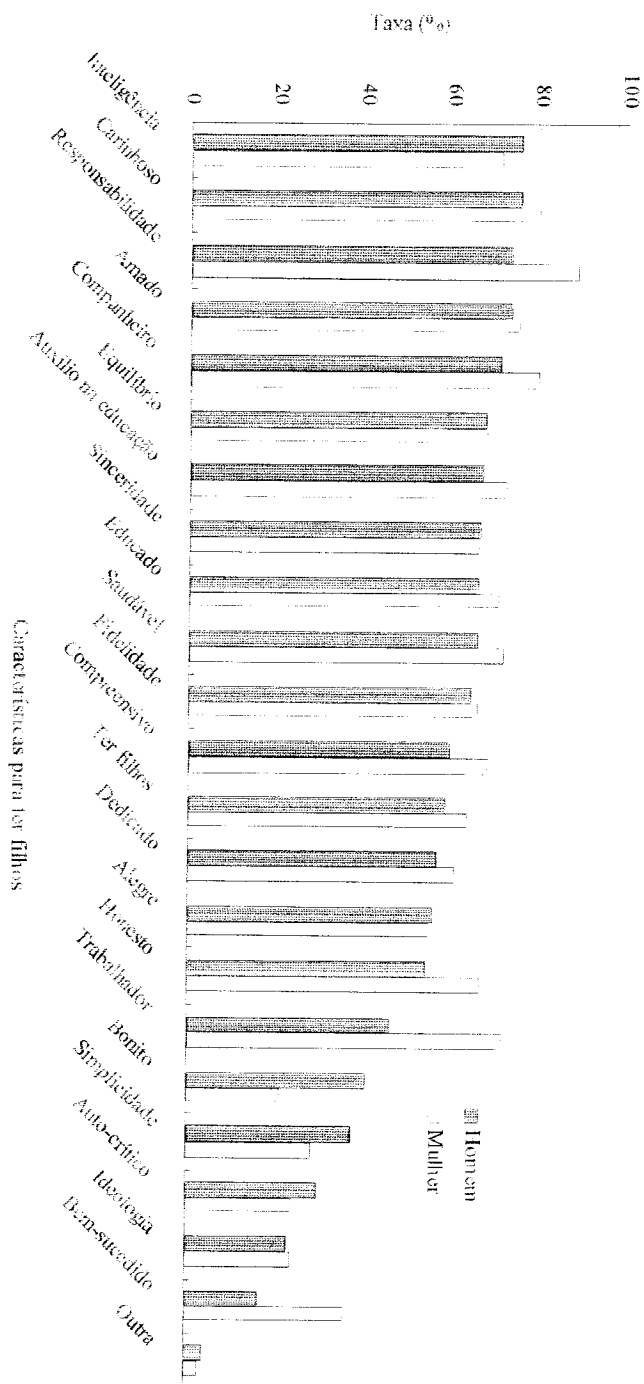 Taxa (%)
100
80
60
40
20
0
Homem
Mulher
Inteligência
Carinhoso
Responsabilidade
Amado
Companheiro
Equilíbrio
Auxílio na educação
Sinceridade
Educado
Saudável
Fidelidade
Compreensivo
Ter filhos
Dedicado
Alegre
Honesto
Trabalhador
Bonito
Simplicidade
Auto-crítico
Ideologia
Bem-sucedido
Outra
Características para ter filhos